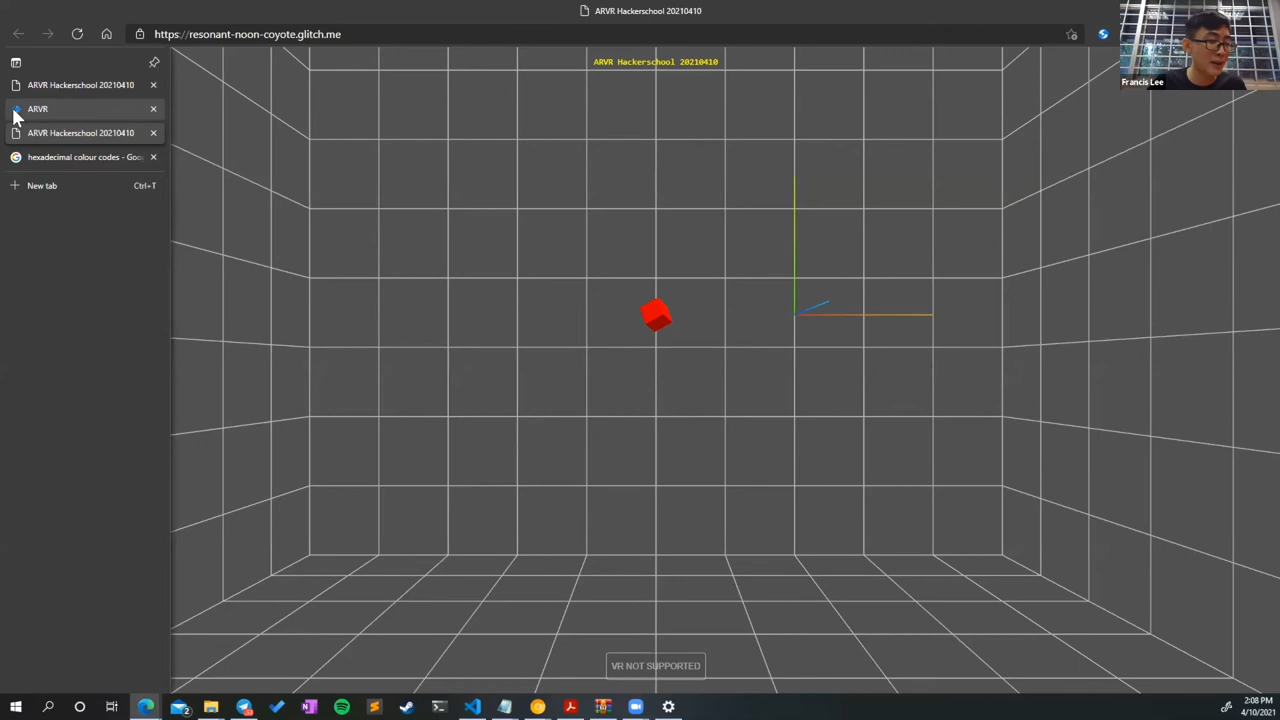 ARVR Hackerschool 20210410
https://resonant-noon-coyote.glitch.me
ARVR Hackerschool 20210410
ARVR
ARVR Hackerschool 20210410
hexadecimal colour codes - Goo
New tab
Ctrl+T
ARVR Hackerschool 20210410
Francis Lee
VR NOT SUPPORTED
2
2:08 PM
4/10/2021